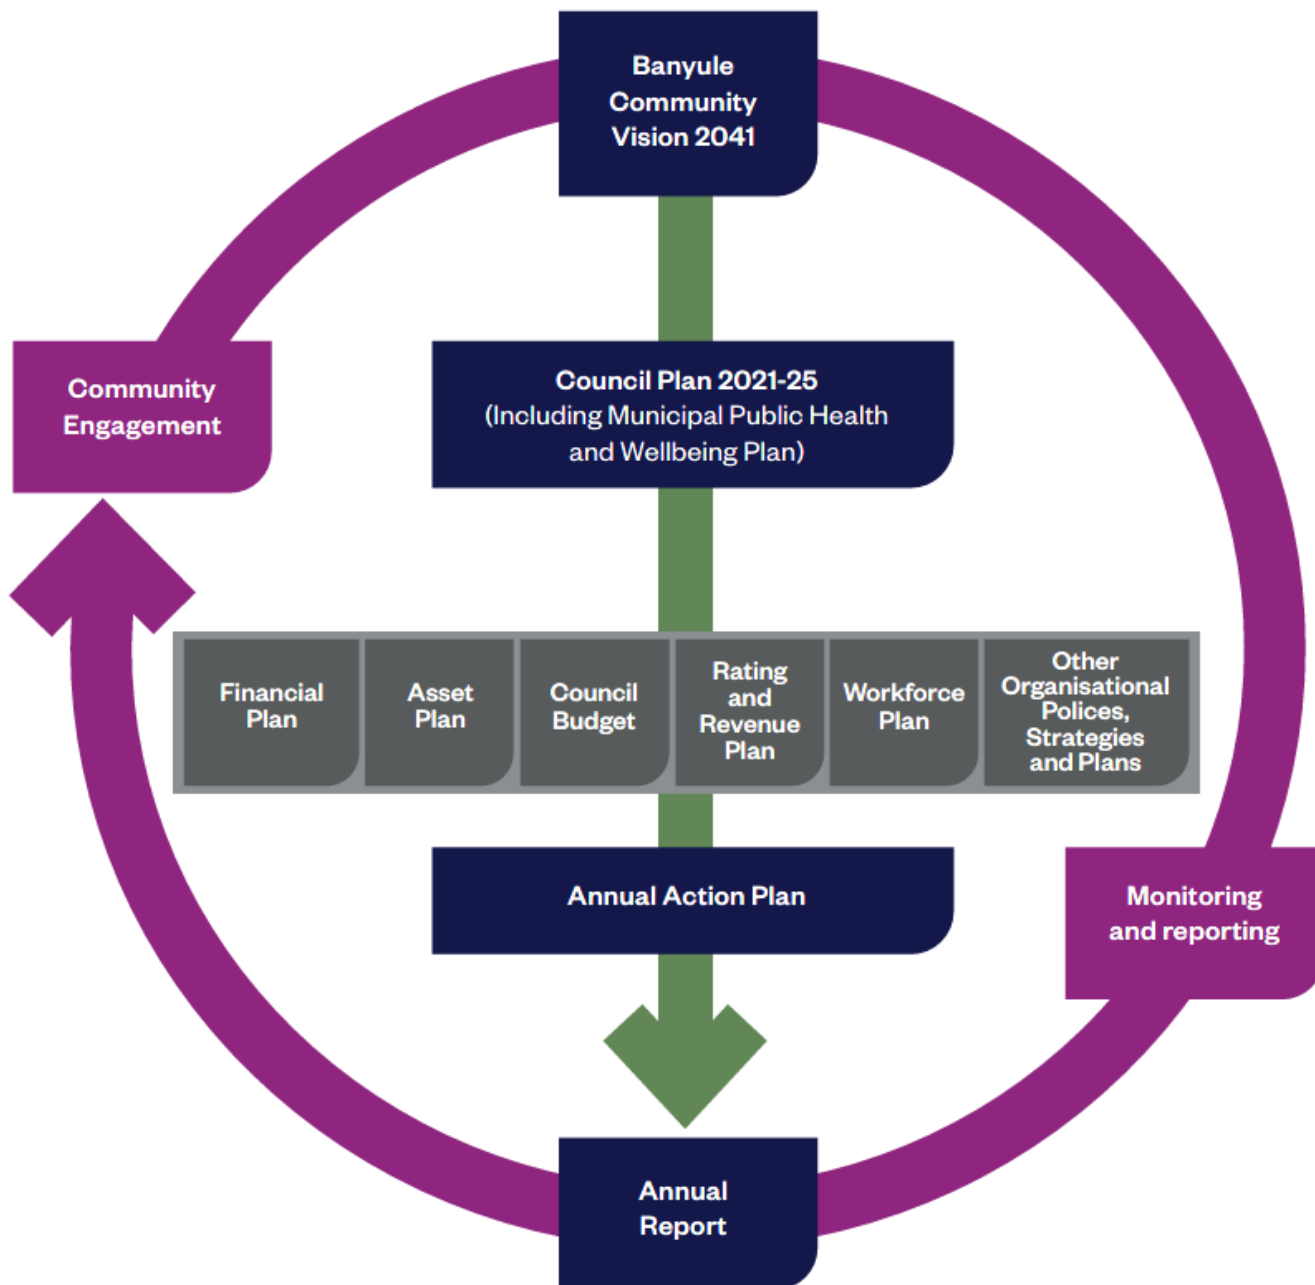 Banyule
Community
Vision 2041
Community
Engagement
Council Plan 2021-25
(Including Municipal Public Health
and Wellbeing Plan)
Financial
Plan
Asset
Plan
Council
Budget
Rating
and
Revenue
Plan
Workforce
Plan
Other
Organisational
Polices,
Strategies
and Plans
Annual Action Plan
Monitoring
and reporting
Annual
Report